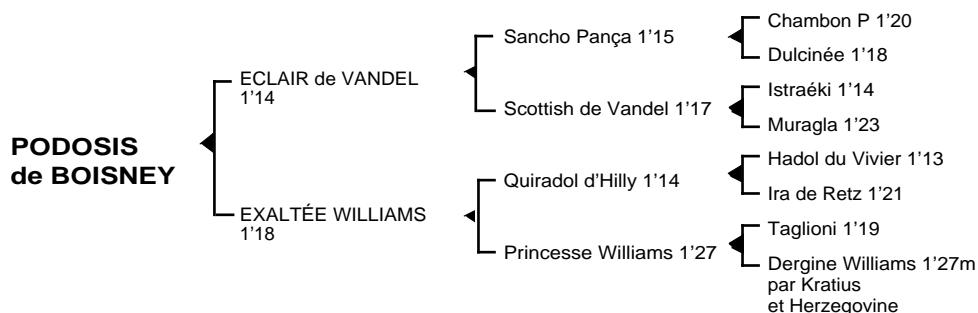 PODOSIS
de BOISNEY
ECLAIR de VANDEL
1’14
EXALTÉE WILLIAMS
1’18
Sancho Pança 1’15
Scottish de Vandel 1’17
Quiradol d’Hilly 1’14
Princesse Williams 1’27
Chambon P 1’20
Dulcinée 1’18
Istraéki 1’14
Muragla 1’23
Hadol du Vivier 1’13
Ira de Retz 1’21
Taglioni 1’19
Dergine Williams 1’27m
par Kratius
et Herzegovine